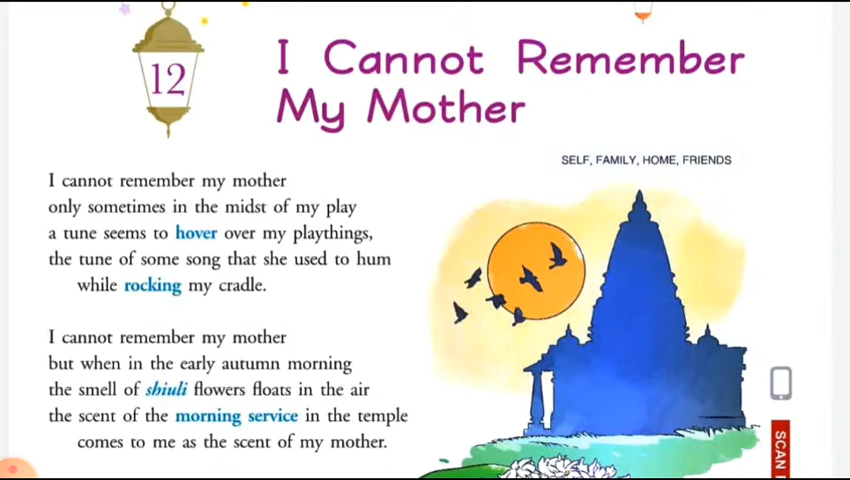 12
I Cannot Remember
My Mother
SELF, FAMILY, HOME, FRIENDS
I cannot remember my mother
only sometimes in the midst of my play
a tune seems to hover over my playthings,
the tune of some song that she used to hum
while rocking my cradle.
I cannot remember my mother
but when in the early autumn morning
the smell of shiuli flowers floats in the air
the scent of the morning service in the temple
comes to me as the scent of my mother.
SCAN